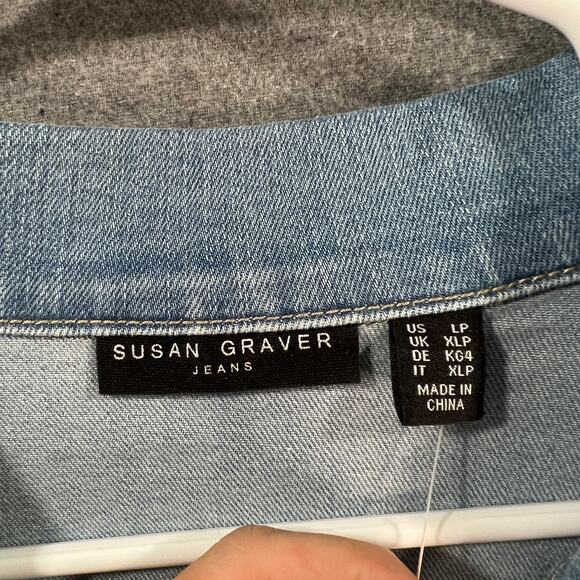 SUSAN GRAVER
JEANS
US LP
UK XLP
DE KG4
IT XLP
MADE IN
CHINA